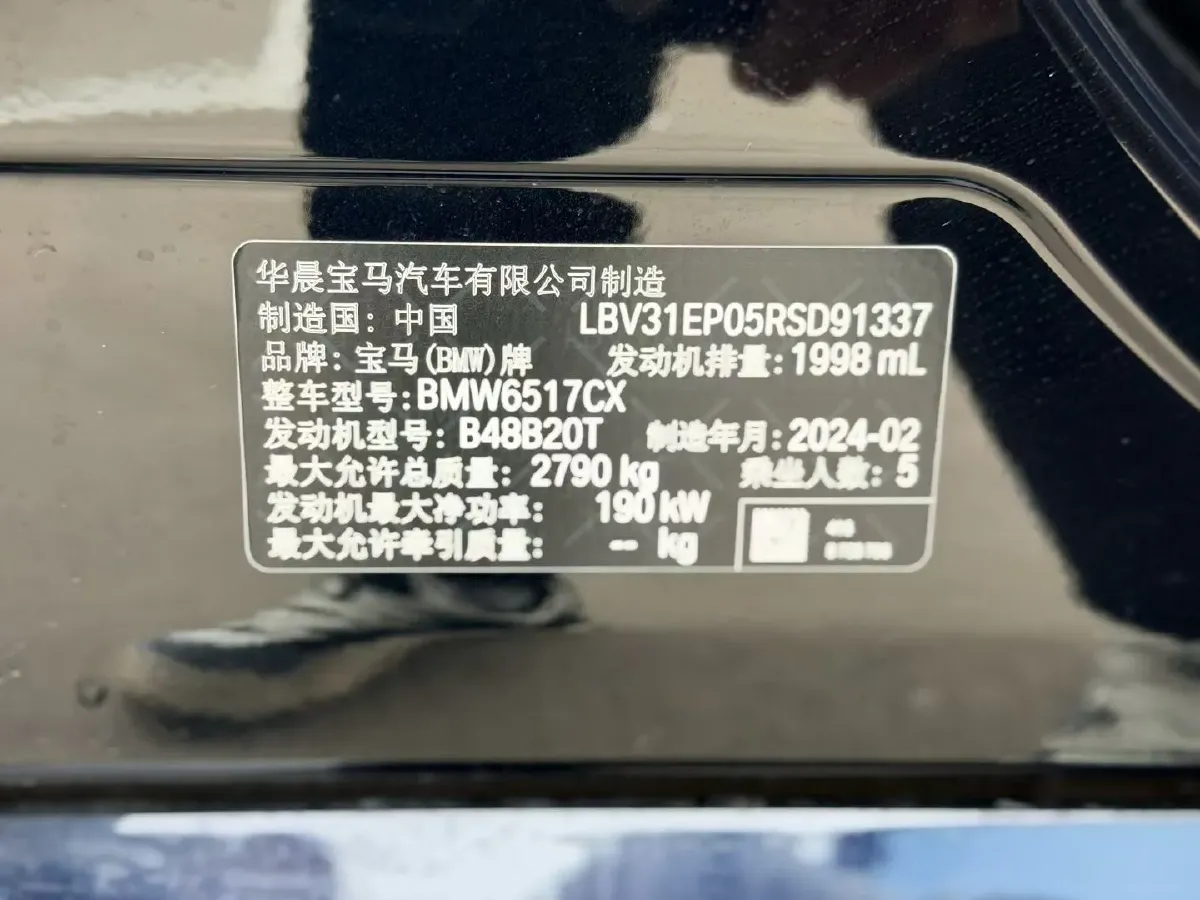 华晨宝马汽车有限公司制造
制造国：中国 LBV31EP05RSD91337
品牌：宝马(BMW)牌 发动机排量：1998 mL
整车型号：BMW6517CX
发动机型号：B48B20T 制造年月：2024-02
最大允许总质量：2790 kg 乘坐人数：5
发动机最大净功率：190 kW
最大允许牵引质量：-- kg